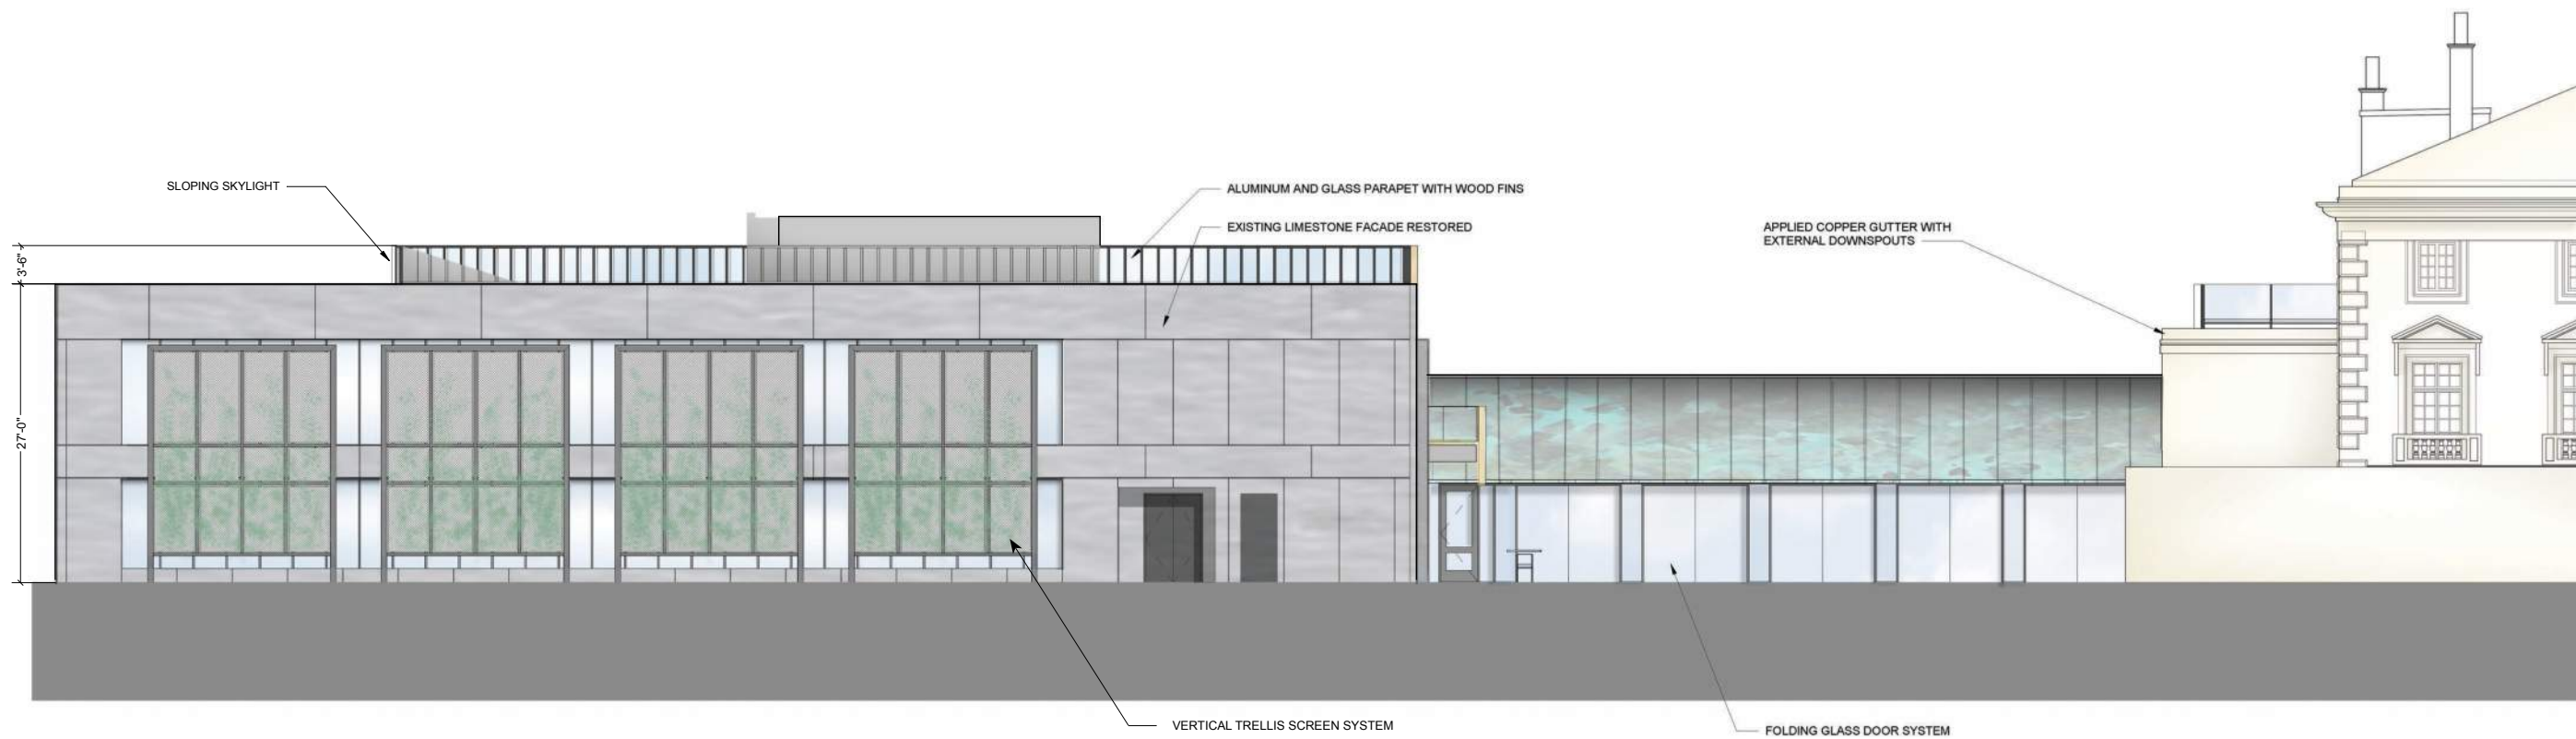 SLOPING SKYLIGHT
ALUMINUM AND GLASS PARAPET WITH WOOD FINS
EXISTING LIMESTONE FACADE RESTORED
APPLIED COPPER GUTTER WITH
EXTERNAL DOWNSPOUTS
3'-6"
27'-0"
VERTICAL TRELLIS SCREEN SYSTEM
FOLDING GLASS DOOR SYSTEM